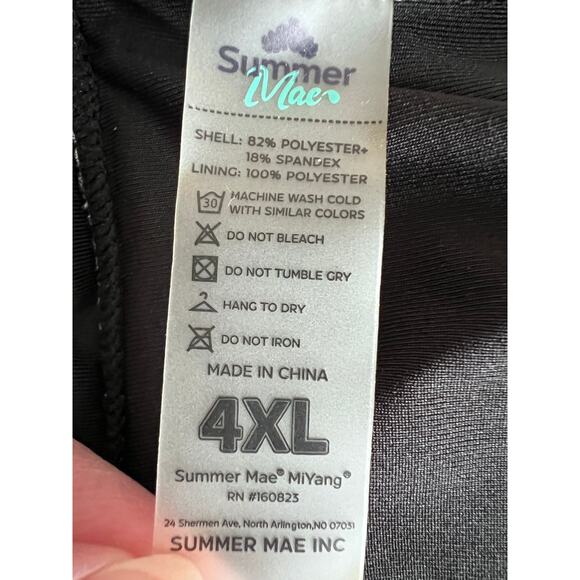 Summer
Mae
SHELL: 82% POLYESTER+
18% SPANDEX
LINING: 100% POLYESTER
30 MACHINE WASH COLD
WITH SIMILAR COLORS
DO NOT BLEACH
DO NOT TUMBLE GRY
HANG TO DRY
DO NOT IRON
MADE IN CHINA
4XL
Summer Mae® MiYang®
RN #160823
24 Shermen Ave, North Arlington,N0 07031
SUMMER MAE INC